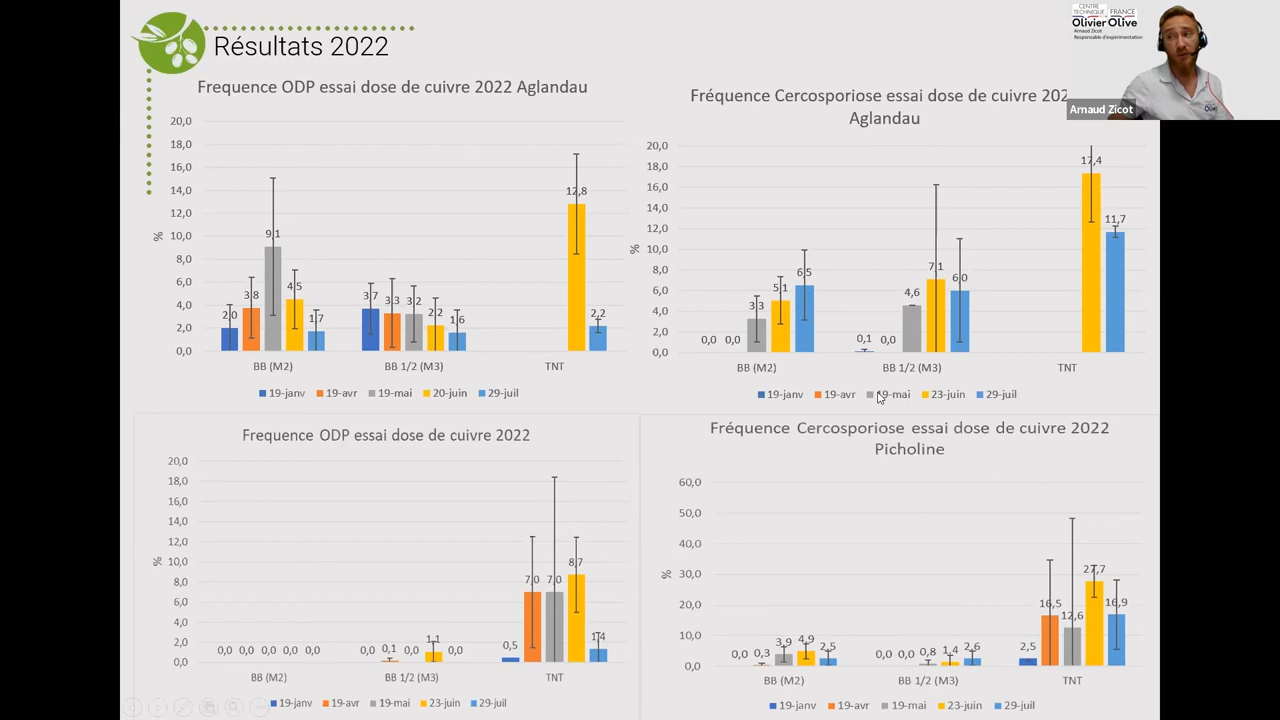 Résultats 2022
CENTRE
TECHNIQUE
FRANCE
Olivier Olive
Arnaud Zicot
Responsable d'expérimentation
Arnaud Zicot
Frequence ODP essai dose de cuivre 2022 Aglandau
20,0
18,0
16,0
14,0
12,0
10,0
8,0
6,0
4,0
2,0
0,0
%
2,0 3,8 9,1 4,5 1,7
3,7 3,3 3,2 2,2 1,6
12,8 2,2
BB (M2) BB 1/2 (M3) TNT
19-janv 19-avr 19-mai 20-juin 29-juil
Fréquence Cercosporiose essai dose de cuivre 202
Aglandau
20,0
18,0
16,0
14,0
12,0
10,0
8,0
6,0
4,0
2,0
0,0
%
0,0 0,0 3,3 5,1 6,5
0,1 0,0 4,6 7,1 6,0
17,4 11,7
BB (M2) BB 1/2 (M3) TNT
19-janv 19-avr 19-mai 23-juin 29-juil
Frequence ODP essai dose de cuivre 2022
20,0
18,0
16,0
14,0
12,0
10,0
8,0
6,0
4,0
2,0
0,0
%
0,0 0,0 0,0 0,0 0,0
0,0 0,1 0,0 1,1 0,0
0,5 7,0 7,0 8,7 1,4
BB (M2) BB 1/2 (M3) TNT
19-janv 19-avr 19-mai 23-juin 29-juil
Fréquence Cercosporiose essai dose de cuivre 2022
Picholine
60,0
50,0
40,0
30,0
20,0
10,0
0,0
%
0,0 0,3 3,9 4,9 2,5
0,0 0,0 0,8 1,4 2,6
2,5 16,5 12,6 27,7 16,9
BB (M2) BB 1/2 (M3) TNT
19-janv 19-avr 19-mai 23-juin 29-juil